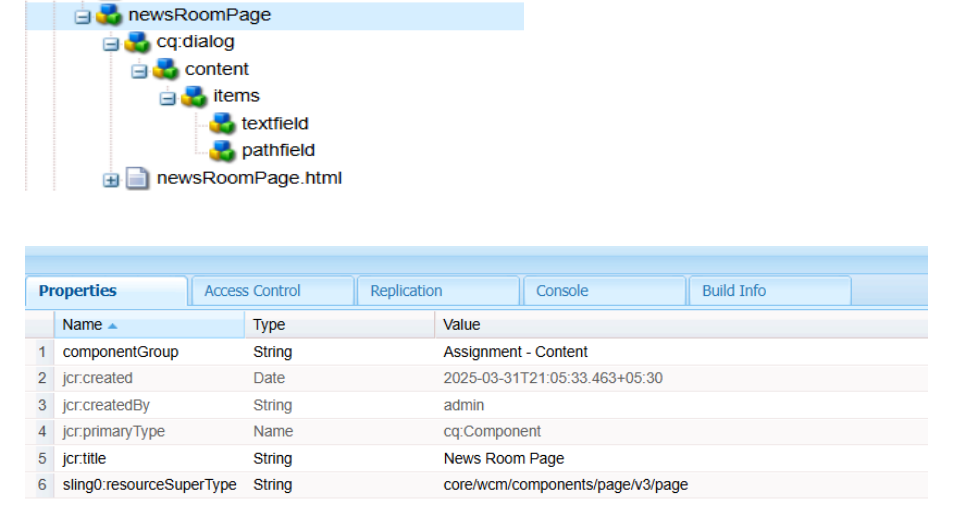 newsRoomPage
cq:dialog
content
items
textfield
pathfield
newsRoomPage.html
Properties Access Control Replication Console Build Info
Name Type Value
1 componentGroup String Assignment - Content
2 jcr:created Date 2025-03-31T21:05:33.463+05:30
3 jcr:createdBy String admin
4 jcr:primaryType Name cq:Component
5 jcr:title String News Room Page
6 sling0:resourceSuperType String core/wcm/components/page/v3/page